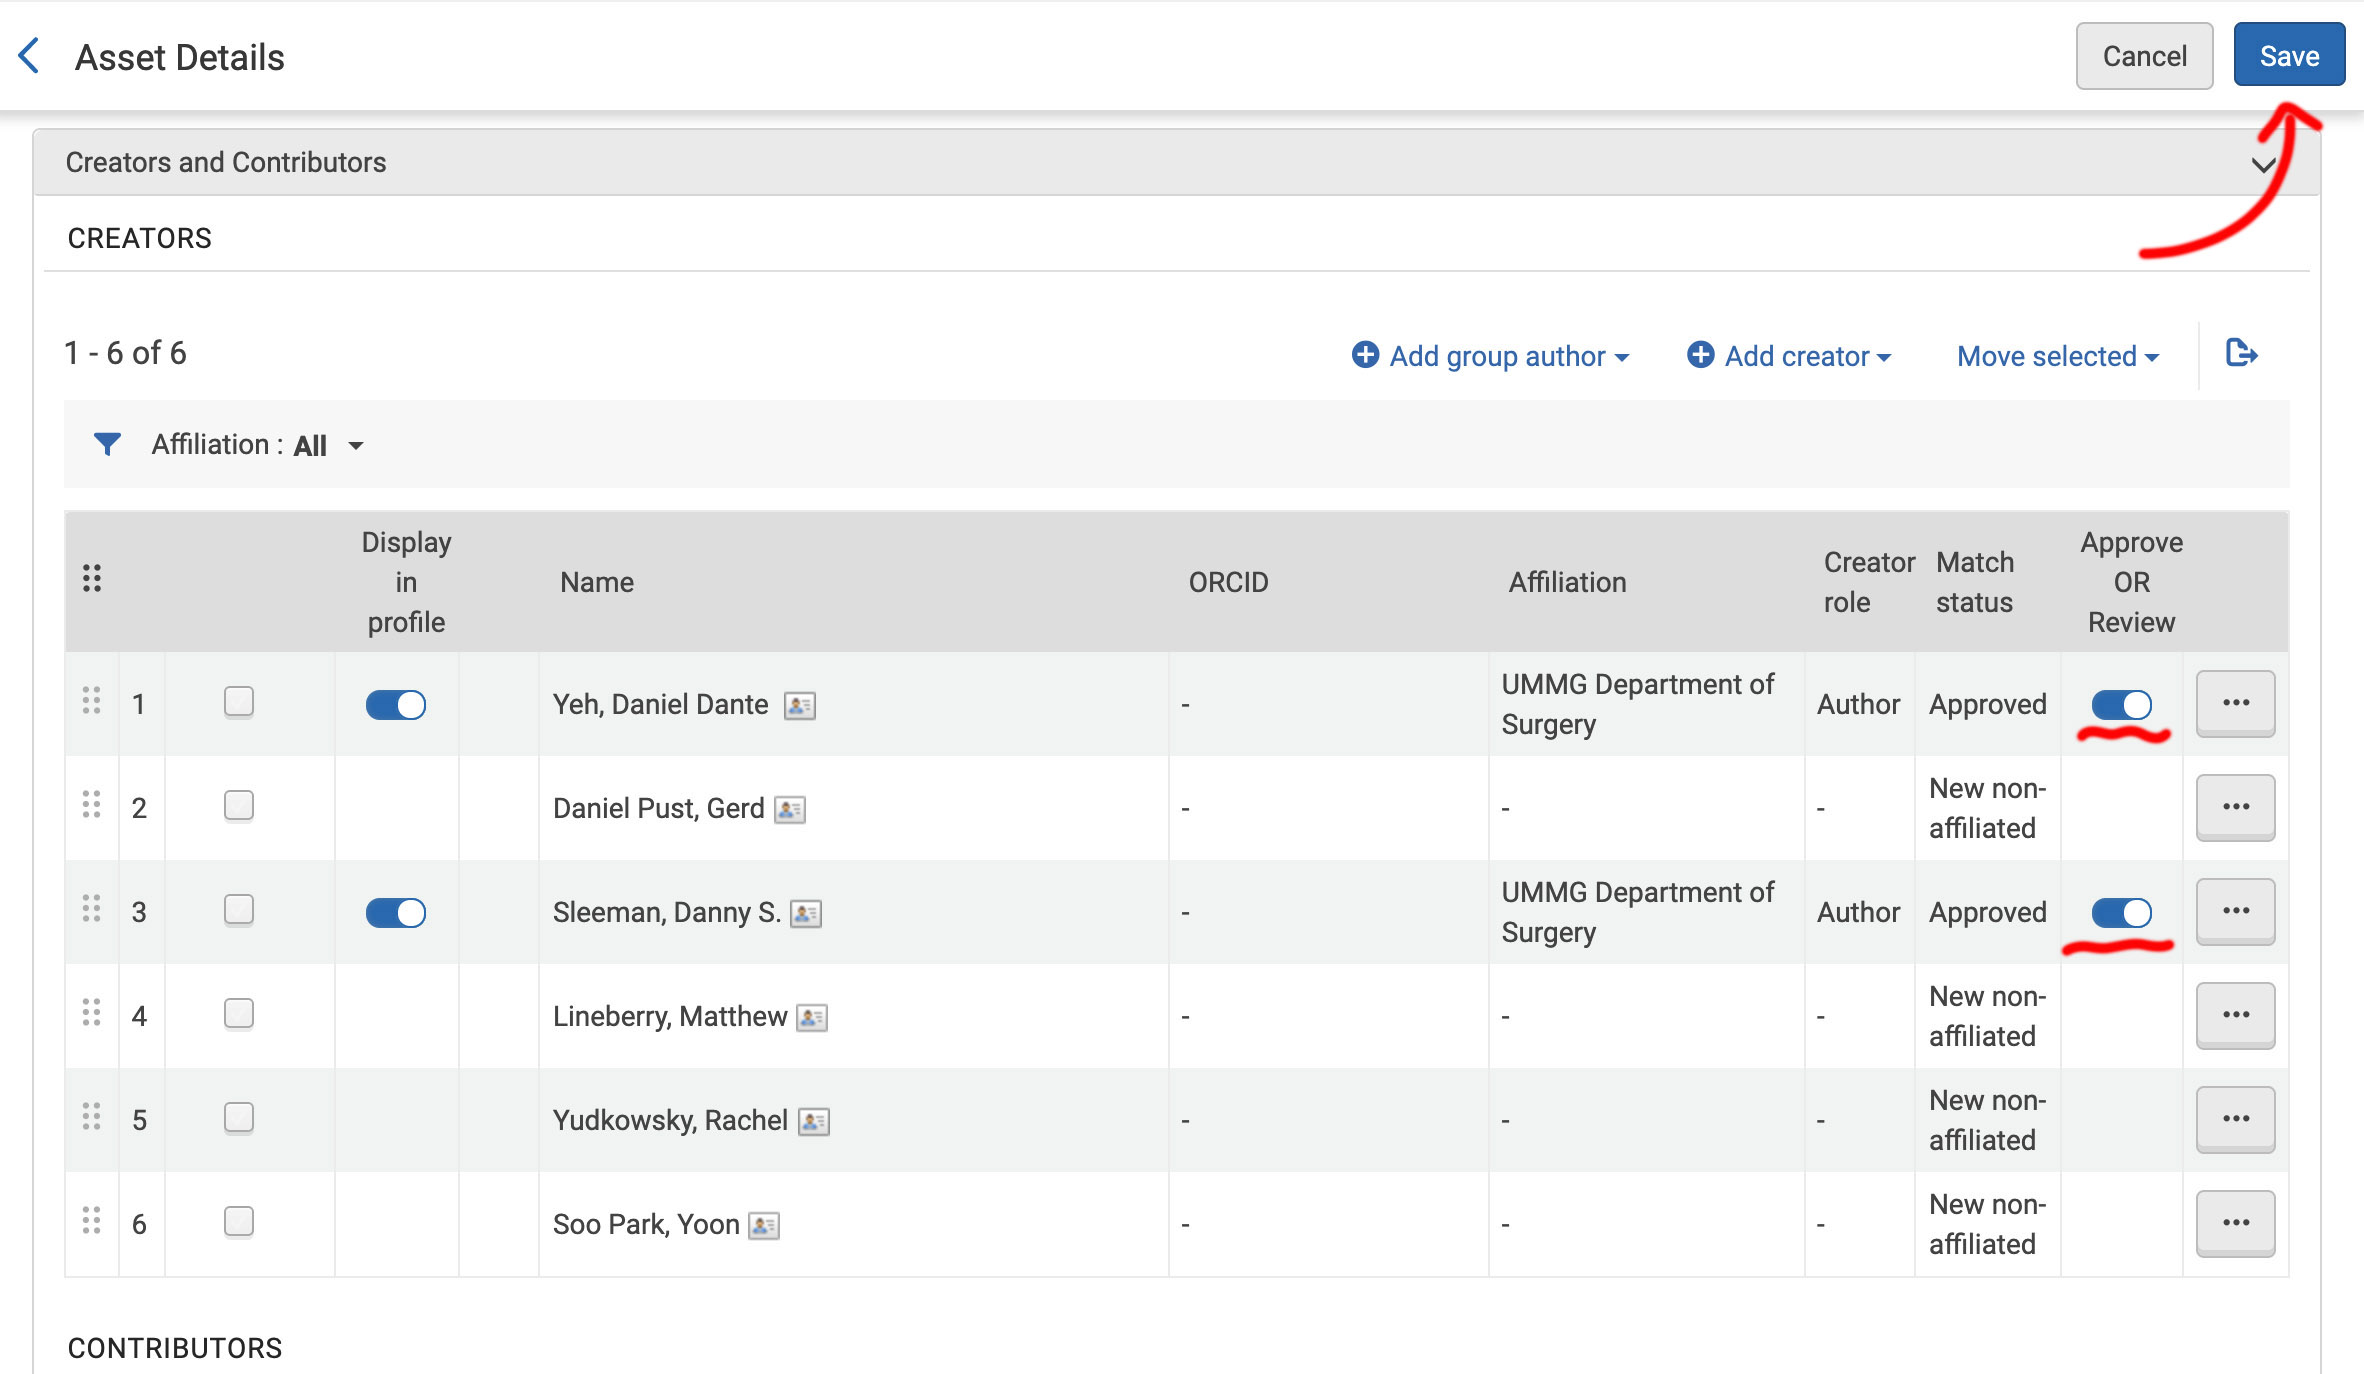 Asset Details
Cancel
Save
Creators and Contributors
CREATORS
1 - 6 of 6
Add group author
Add creator
Move selected
Affiliation : All
Display
in
profile
Name
ORCID
Affiliation
Creator
role
Match
status
Approve
OR
Review
1
Yeh, Daniel Dante
-
UMMG Department of
Surgery
Author
Approved
...
2
Daniel Pust, Gerd
-
-
-
New non-
affiliated
...
3
Sleeman, Danny S.
-
UMMG Department of
Surgery
Author
Approved
...
4
Lineberry, Matthew
-
-
-
New non-
affiliated
...
5
Yudkowsky, Rachel
-
-
-
New non-
affiliated
...
6
Soo Park, Yoon
-
-
-
New non-
affiliated
...
CONTRIBUTORS